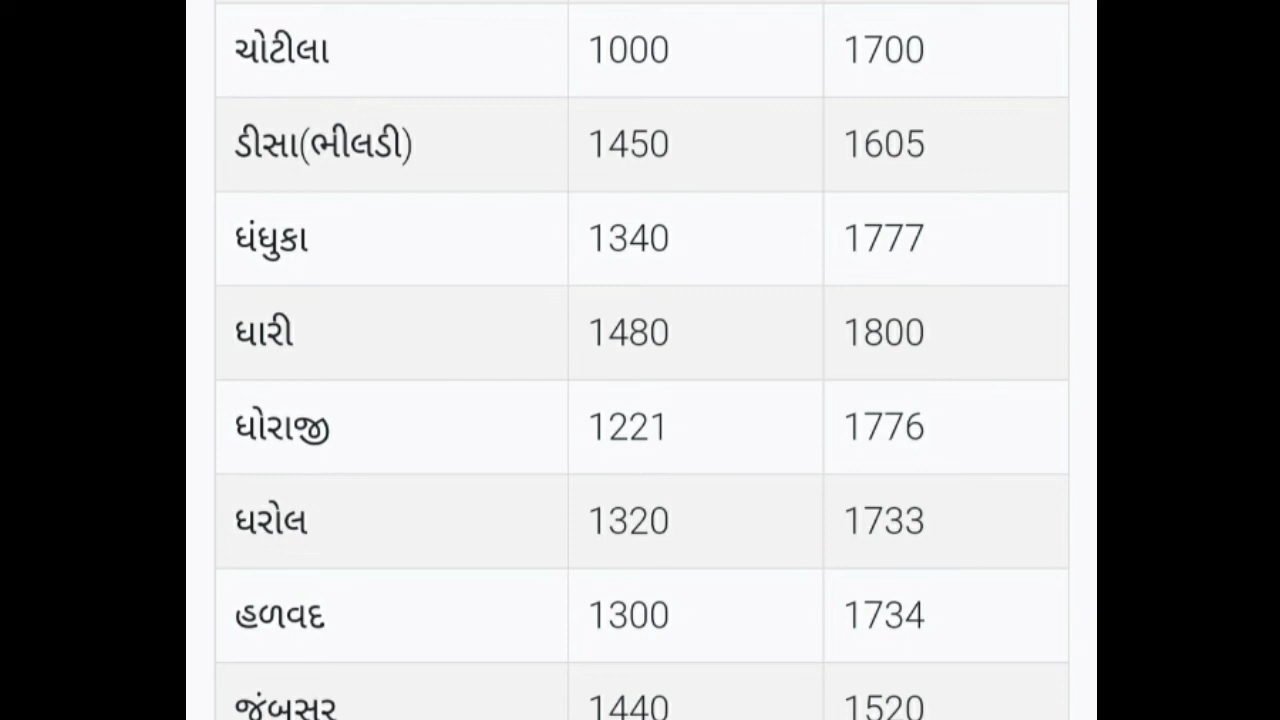 ચોટીલા 1000 1700
ડીસા(ભીલડી) 1450 1605
ધંધુકા 1340 1777
ધારી 1480 1800
ધોરાજી 1221 1776
ધરોલ 1320 1733
હળવદ 1300 1734
જંબુસર 1440 1520